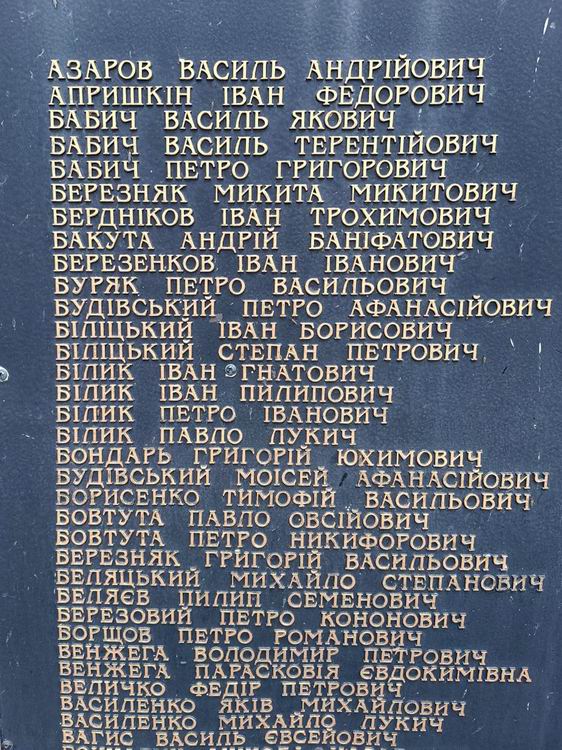 АЗАРОВ ВАСИЛЬ АНДРІЙОВИЧ
АПРИШКІН ІВАН ФЕДОРОВИЧ
БАБИЧ ВАСИЛЬ ЯКОВИЧ
БАБИЧ ВАСИЛЬ ТЕРЕНТІЙОВИЧ
БАБИЧ ПЕТРО ГРИГОРОВИЧ
БЕРЕЗНЯК МИКИТА МИКИТОВИЧ
БЕРДНІКОВ ІВАН ТРОХИМОВИЧ
БАКУТА АНДРІЙ БАНІФАТОВИЧ
БЕРЕЗЕНКОВ ІВАН ІВАНОВИЧ
БУРЯК ПЕТРО ВАСИЛЬОВИЧ
БУДІВСЬКИЙ ПЕТРО АФАНАСІЙОВИЧ
БІЛІЦЬКИЙ ІВАН БОРИСОВИЧ
БІЛІЦЬКИЙ СТЕПАН ПЕТРОВИЧ
БІЛИК ІВАН ГНАТОВИЧ
БІЛИК ІВАН ПИЛИПОВИЧ
БІЛИК ПЕТРО ІВАНОВИЧ
БІЛИК ПАВЛО ЛУКИЧ
БОНДАРЬ ГРИГОРІЙ ЮХИМОВИЧ
БУДІВСЬКИЙ МОІСЕЙ АФАНАСІЙОВИЧ
БОРИСЕНКО ТИМОФІЙ ВАСИЛЬОВИЧ
БОВТУТА ПАВЛО ОВСІЙОВИЧ
БОВТУТА ПЕТРО НИКИФОРОВИЧ
БЕРЕЗНЯК ГРИГОРІЙ ВАСИЛЬОВИЧ
БЕЛЯЦЬКИЙ МИХАЙЛО СТЕПАНОВИЧ
БЕЛЯЄВ ПИЛИП СЕМЕНОВИЧ
БЕРЕЗОВИЙ ПЕТРО КОНОНОВИЧ
БОРЩОВ ПЕТРО РОМАНОВИЧ
ВЕНЖЕГА ВОЛОДИМИР ПЕТРОВИЧ
ВЕНЖЕГА ПАРАСКОВІЯ ЄВДОКИМІВНА
ВЕЛИЧКО ФЕДІР ПЕТРОВИЧ
ВАСИЛЕНКО ЯКІВ МИХАЙЛОВИЧ
ВАСИЛЕНКО МИХАЙЛО ЛУКИЧ
ВАГИС ВАСИЛЬ ЄВСЕЙОВИЧ